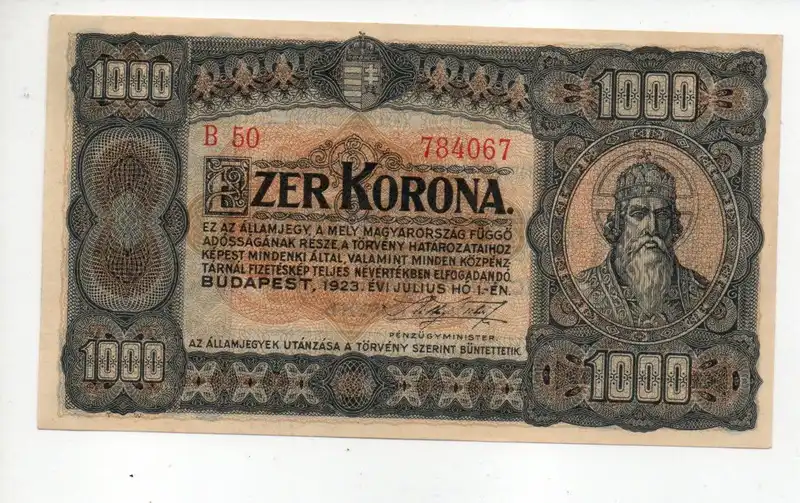 1000
1000
B 50
784067
EZER KORONA.
EZ AZ ÁLLAMJEGY, A MELY MAGYARORSZÁG FÜGGŐ
ADÓSSÁGÁNAK RÉSZE, A TÖRVÉNY HATÁROZATAIHOZ
KÉPEST MINDENKI ÁLTAL, VALAMINT MINDEN KÖZPÉNZ
TÁRNÁL FIZETÉSKÉP TELJES NÉVÉRTÉKBEN ELFOGADANDÓ
BUDAPEST, 1923. ÉVI JULIUS HÓ 1-ÉN.
PÉNZÜGYMINISTER
AZ ÁLLAMJEGYEK UTÁNZÁSA A TÖRVÉNY SZERINT BÜNTETTETIK.
1000
1000